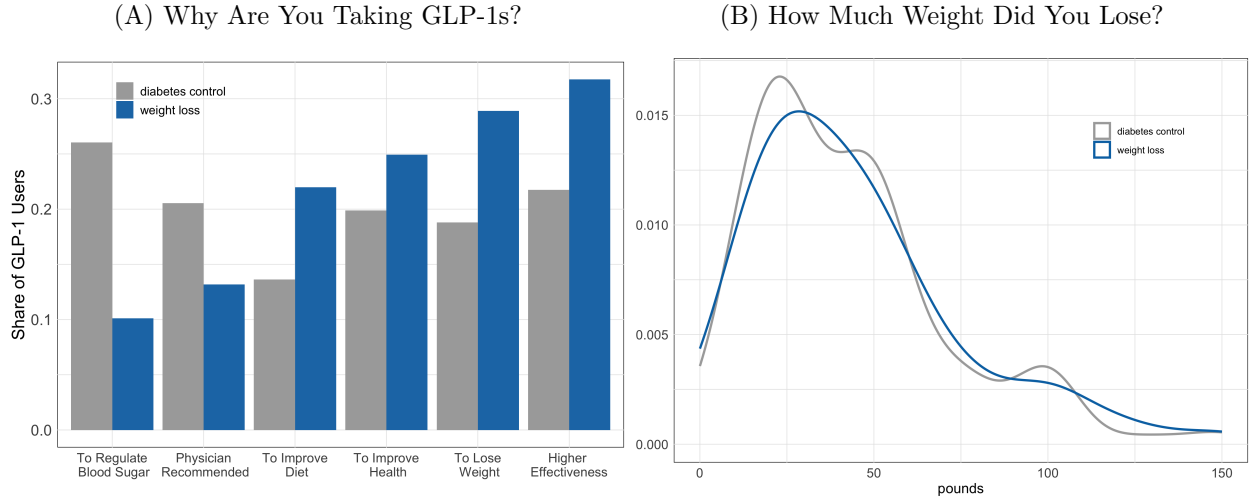 (A) Why Are You Taking GLP-1s?
Share of GLP-1 Users
0.3
0.2
0.1
0.0
diabetes control
weight loss
To Regulate
Blood Sugar
Physician
Recommended
To Improve
Diet
To Improve
Health
To Lose
Weight
Higher
Effectiveness
(B) How Much Weight Did You Lose?
0.015
0.010
0.005
0.000
diabetes control
weight loss
0
50
100
150
pounds